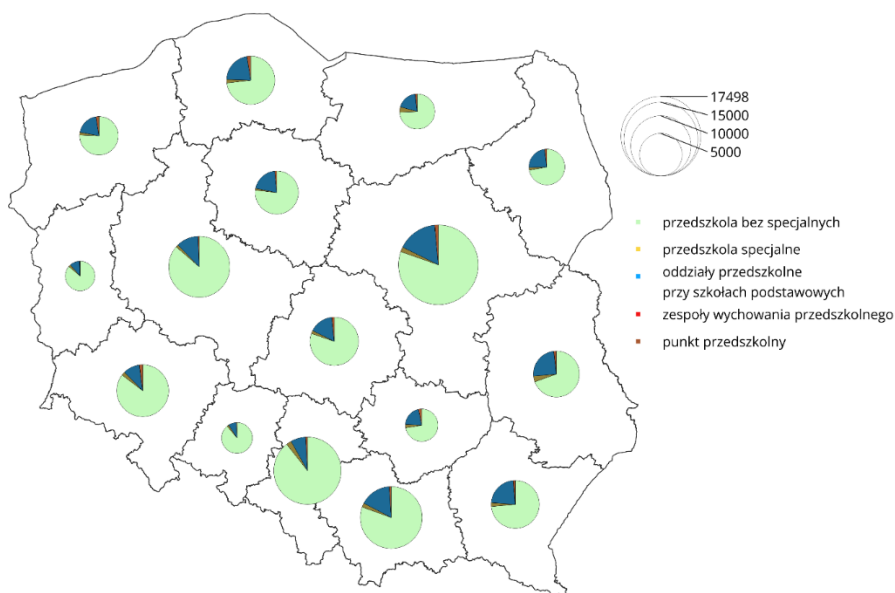 17498
15000
10000
5000
przedszkola bez specjalnych
przedszkola specjalne
oddziały przedszkolne
przy szkołach podstawowych
zespoły wychowania przedszkolnego
punkt przedszkolny